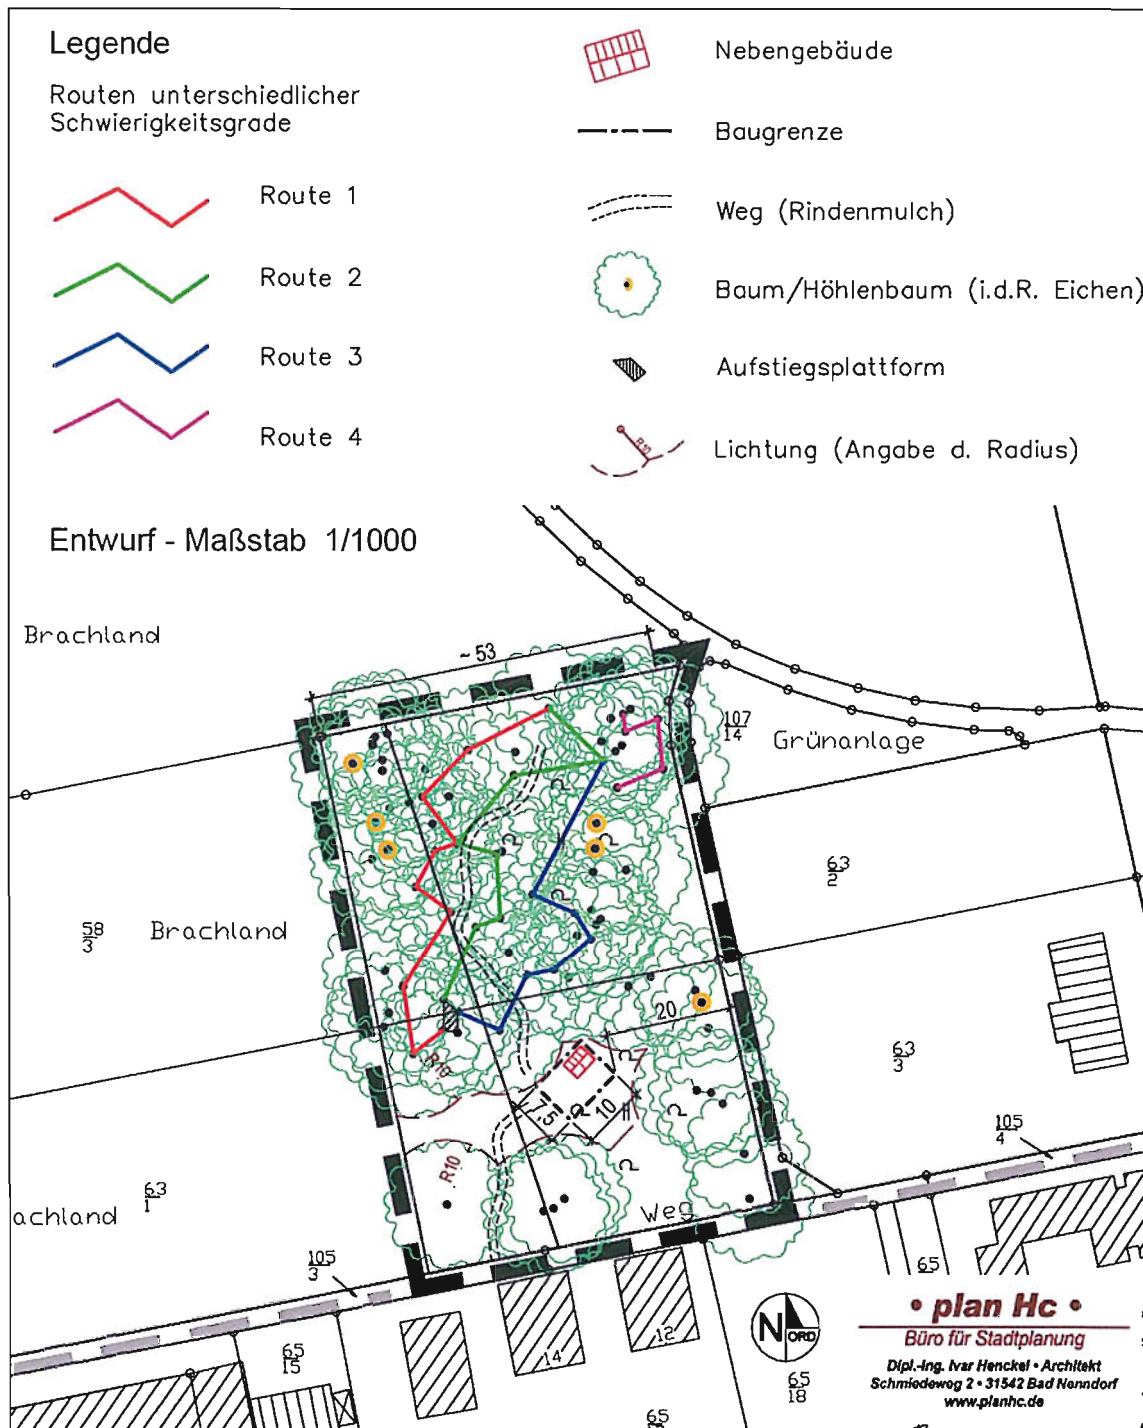 Legende
Routen unterschiedlicher
Schwierigkeitsgrade
Route 1
Route 2
Route 3
Route 4
Nebengebäude
Baugrenze
Weg (Rindenmulch)
Baum/Höhlenbaum (i.d.R. Eichen)
Aufstiegsplattform
R10
Lichtung (Angabe d. Radius)
Entwurf - Maßstab 1/1000
Brachland
~53
107
14
Grünanlage
63
2
58
3
Brachland
20
63
3
R10
7.5
10
105
4
R10
63
1
achland
Weg
105
3
65
65
15
14
12
NORD
65
18
65
• plan Hc •
Büro für Stadtplanung
Dipl.-Ing. Ivar Henckel • Architekt
Schmiedeweg 2 • 31542 Bad Nenndorf
www.planhc.de